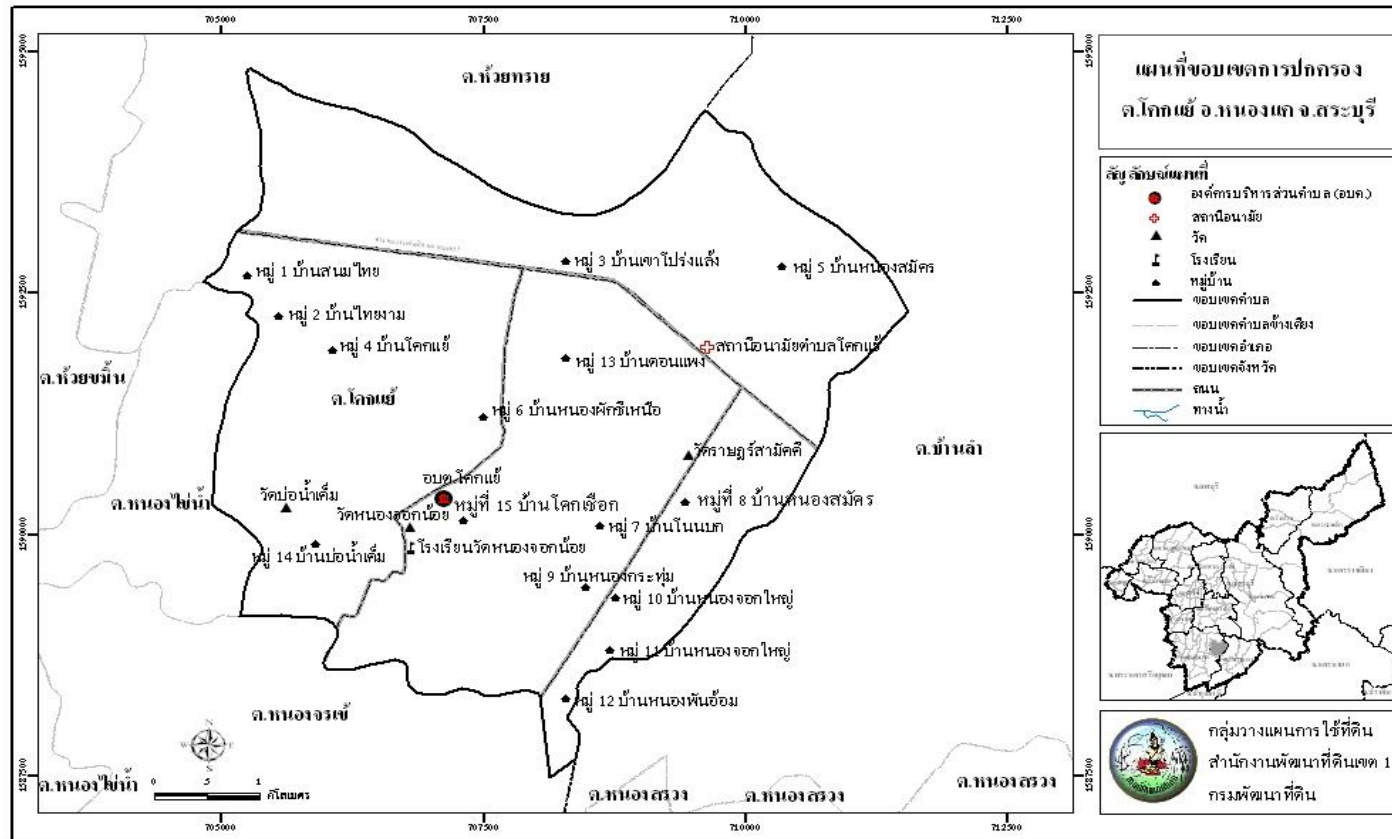 705000 707500 710000 712500
1595000 1595000
ต.ห้วยทราย
หมู่ 3 บ้านเขาโปร่งแล้ง
หมู่ 5 บ้านหนองสมัคร
หมู่ 1 บ้านสนมไทย
1592500 1592500
หมู่ 2 บ้านไทยงาม
หมู่ 4 บ้านโคกแย้
สถานีอนามัยตำบลโคกแย้
หมู่ 13 บ้านดอนแพง
ต.ห้วยขมิ้น
ต.โคกแย้
หมู่ 6 บ้านหนองผักชีเหนือ
วัดราษฎร์สามัคคี
ต.บ้านลำ
อบต.โคกแย้
วัดบ่อน้ำเค็ม
ต.หนองไข่น้ำ
หมู่ที่ 15 บ้านโคกเชือก
หมู่ที่ 8 บ้านหนองสมัคร
วัดหนองจอกน้อย
หมู่ 7 บ้านโนนบก
1590000 1590000
หมู่ 14 บ้านบ่อน้ำเค็ม
โรงเรียนวัดหนองจอกน้อย
หมู่ 9 บ้านหนองกระทุ่ม
หมู่ 10 บ้านหนองจอกใหญ่
หมู่ 11 บ้านหนองจอกใหญ่
หมู่ 12 บ้านหนองพันอ้อม
ต.หนองจรเข้
N
W E
S
1587500 1587500
ต.หนองไข่น้ำ
0 .5 1
กิโลเมตร
ต.หนองสรวง
ต.หนองสรวง
ต.หนองสรวง
แผนที่ขอบเขตการปกครอง
ต.โคกแย้ อ.หนองแค จ.สระบุรี
สัญลักษณ์แผนที่
องค์การบริหารส่วนตำบล (อบต.)
สถานีอนามัย
วัด
โรงเรียน
หมู่บ้าน
ขอบเขตตำบล
ขอบเขตตำบลข้างเคียง
ขอบเขตอำเภอ
ขอบเขตจังหวัด
ถนน
ทางน้ำ
กลุ่มวางแผนการใช้ที่ดิน
สำนักงานพัฒนาที่ดินเขต 1
กรมพัฒนาที่ดิน